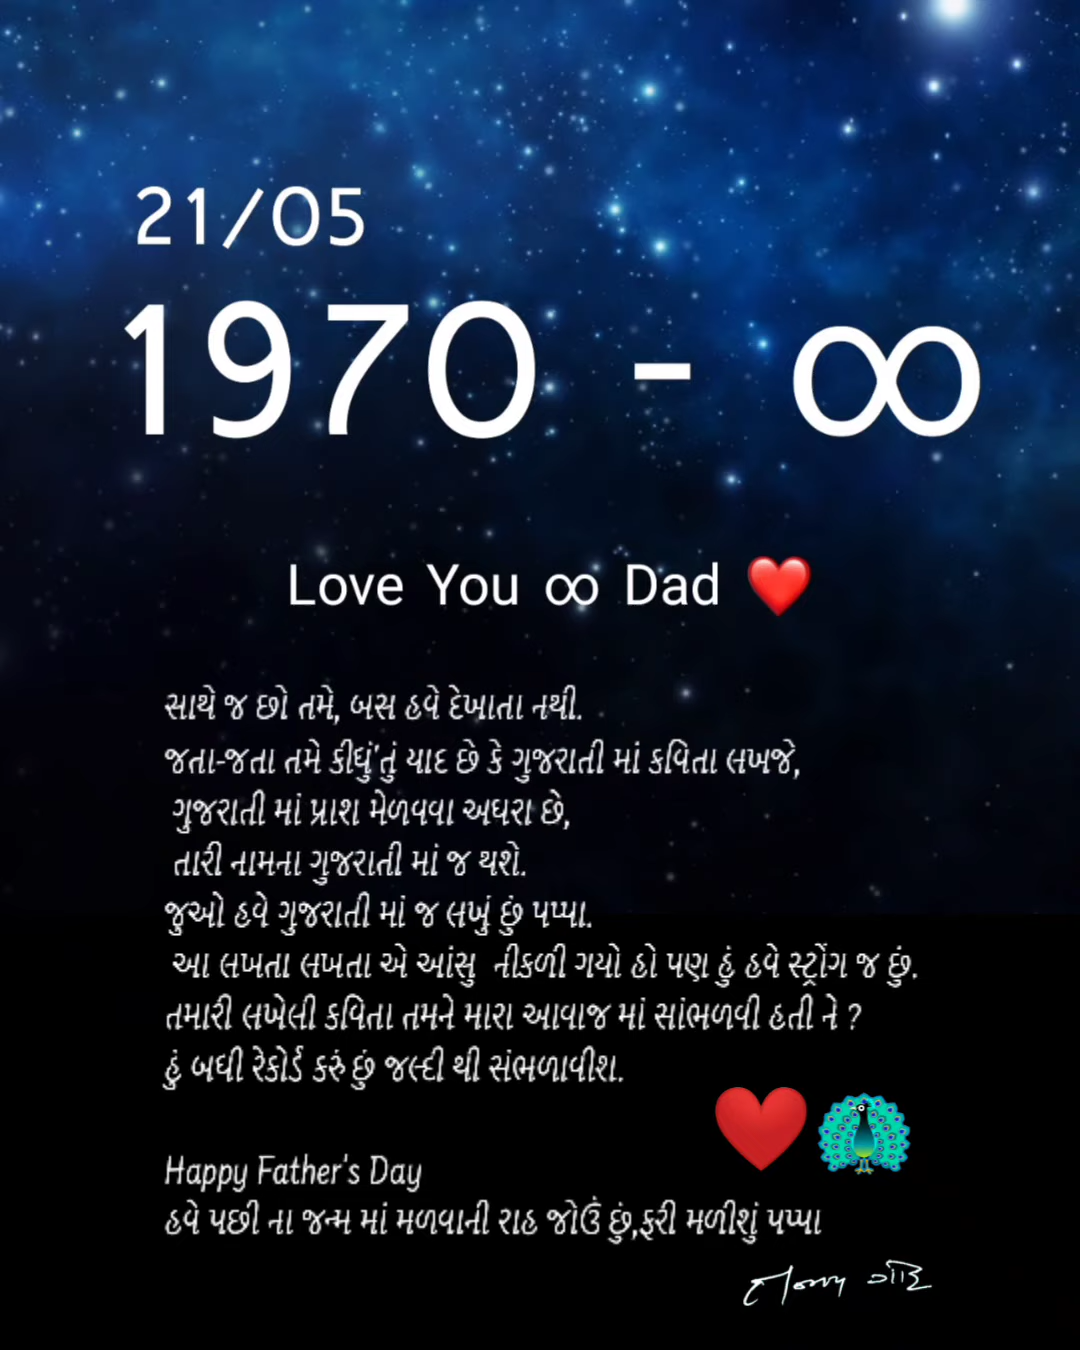 21/05
1970 - ∞
Love You ∞ Dad ❤️
સાથે જ છો તમે, બસ હવે દેખાતા નથી.
જતા-જતા તમે કીધું'તું યાદ છે કે ગુજરાતી માં કવિતા લખજે,
ગુજરાતી માં પ્રાશ મેળવવા અઘરા છે,
તારી નામના ગુજરાતી માં જ થશે.
જુઓ હવે ગુજરાતી માં જ લખું છું પપ્પા.
આ લખતા લખતા એ આંસુ નીકળી ગયો હો પણ હું હવે સ્ટ્રોંગ જ છું.
તમારી લખેલી કવિતા તમને મારા આવાજ માં સાંભળવી હતી ને ?
હું બધી રેકોર્ડ કરું છું જલ્દી થી સંભળાવીશ.
❤️🦚
Happy Father's Day
હવે પછી ના જન્મ માં મળવાની રાહ જોઉં છું,ફરી મળીશું પપ્પા